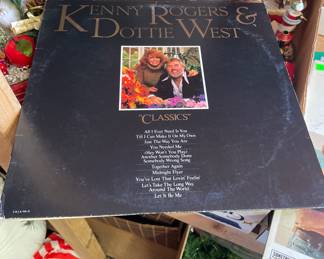 KENNY ROGERS &
DOTTIE WEST
"CLASSICS"
All I Ever Need Is You
Till I Can Make It On My Own
Just The Way You Are
You Needed Me
(Hey Won't You Play)
Another Somebody Done
Somebody Wrong Song
Together Again
Midnight Flyer
You've Lost That Lovin' Feelin'
Let's Take The Long Way
Around The World
Let It Be Me